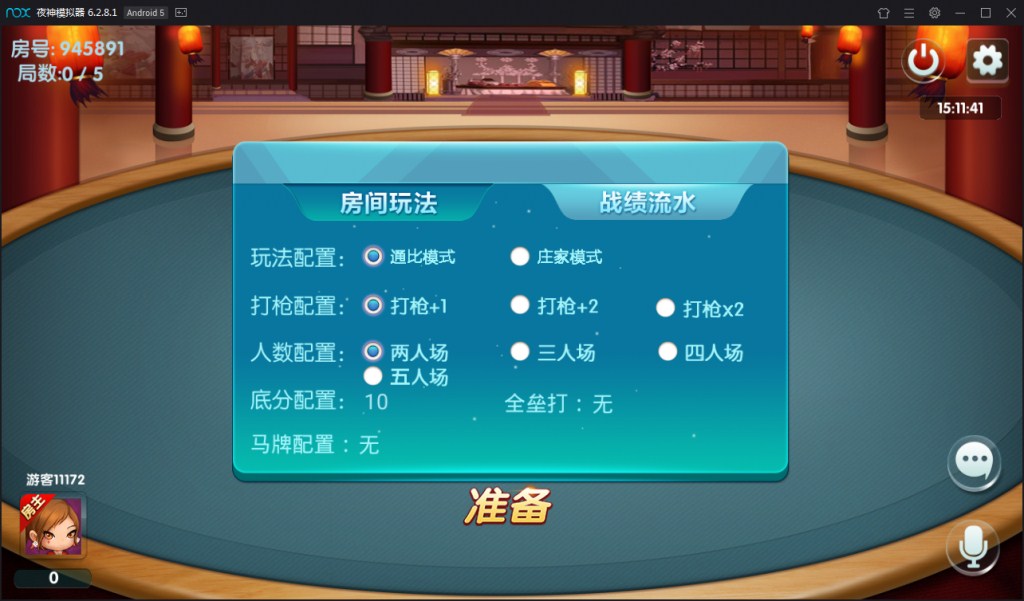 nox 夜神模拟器 6.2.8.1 Android 5
房号: 945891
局数:0 / 5
15:11:41
房间玩法 战绩流水
玩法配置: 通比模式 庄家模式
打枪配置: 打枪+1 打枪+2 打枪x2
人数配置: 两人场 三人场 四人场
五人场
底分配置: 10 全垒打：无
马牌配置：无
准备
游客11172
房主
0